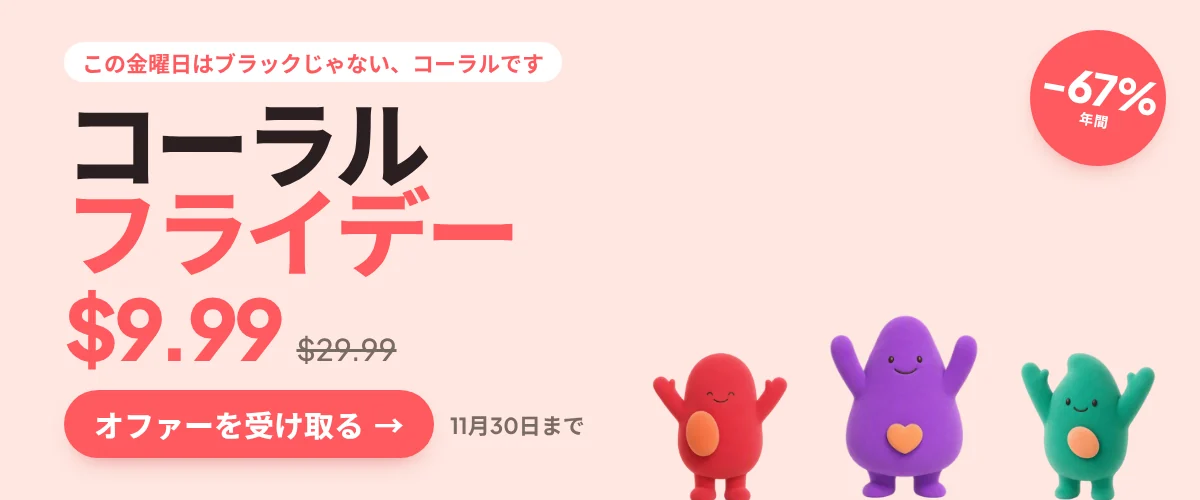 この金曜日はブラックじゃない、コーラルです
コーラル
フライデー
$9.99 $29.99
オファーを受け取る →
11月30日まで
-67%
年間